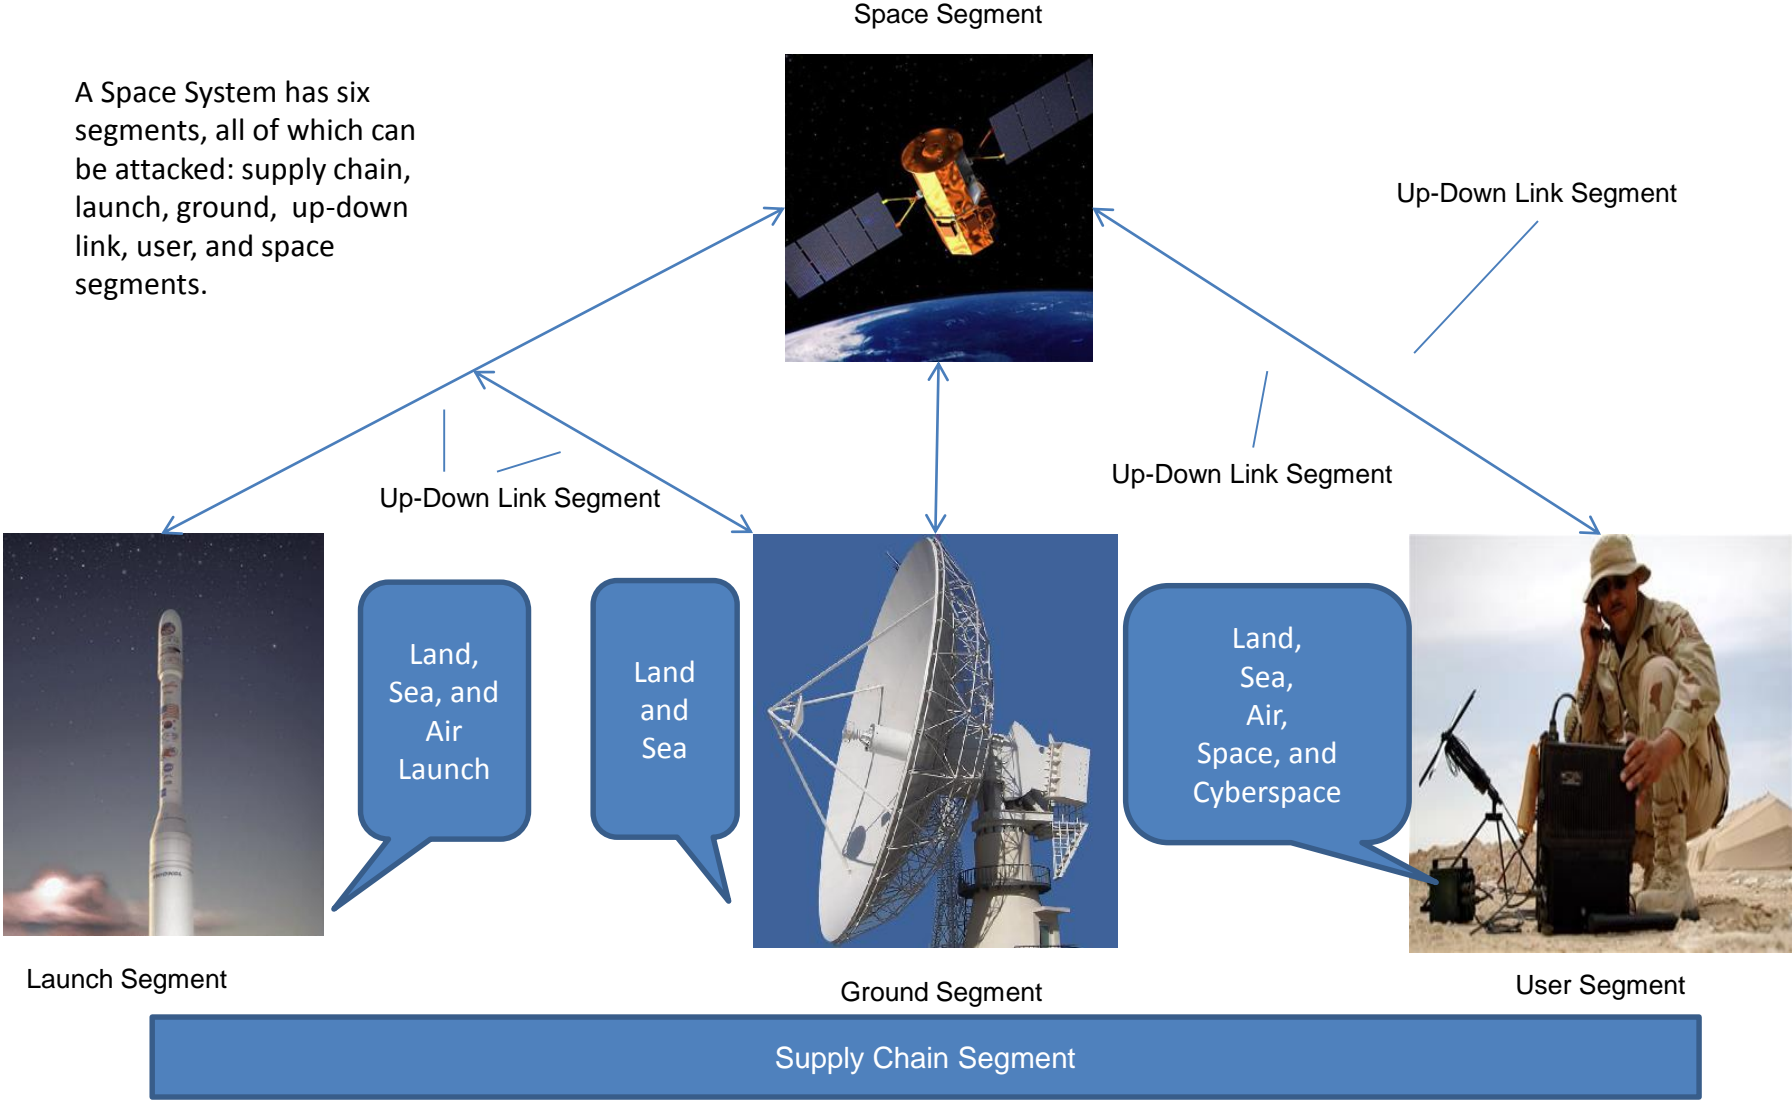 Space Segment
A Space System has six
segments, all of which can
be attacked: supply chain,
launch, ground,  up-down
link, user, and space
segments.
Up-Down Link Segment
Up-Down Link Segment
Up-Down Link Segment
Land,
Sea, and
Air
Launch
Land
and
Sea
Land,
Sea,
Air,
Space, and
Cyberspace
Launch Segment
Ground Segment
User Segment
Supply Chain Segment